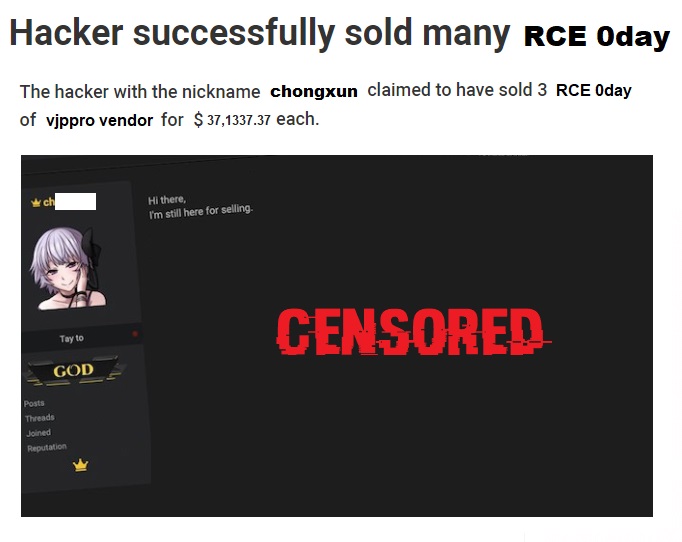 Hacker successfully sold many RCE 0day
The hacker with the nickname chongxun claimed to have sold 3 RCE 0day
of vjppro vendor for $ 37,1337.37 each.
ch
Hi there,
I'm still here for selling.
CENSORED
Tay to
GOD
Posts
Threads
Joined
Reputation